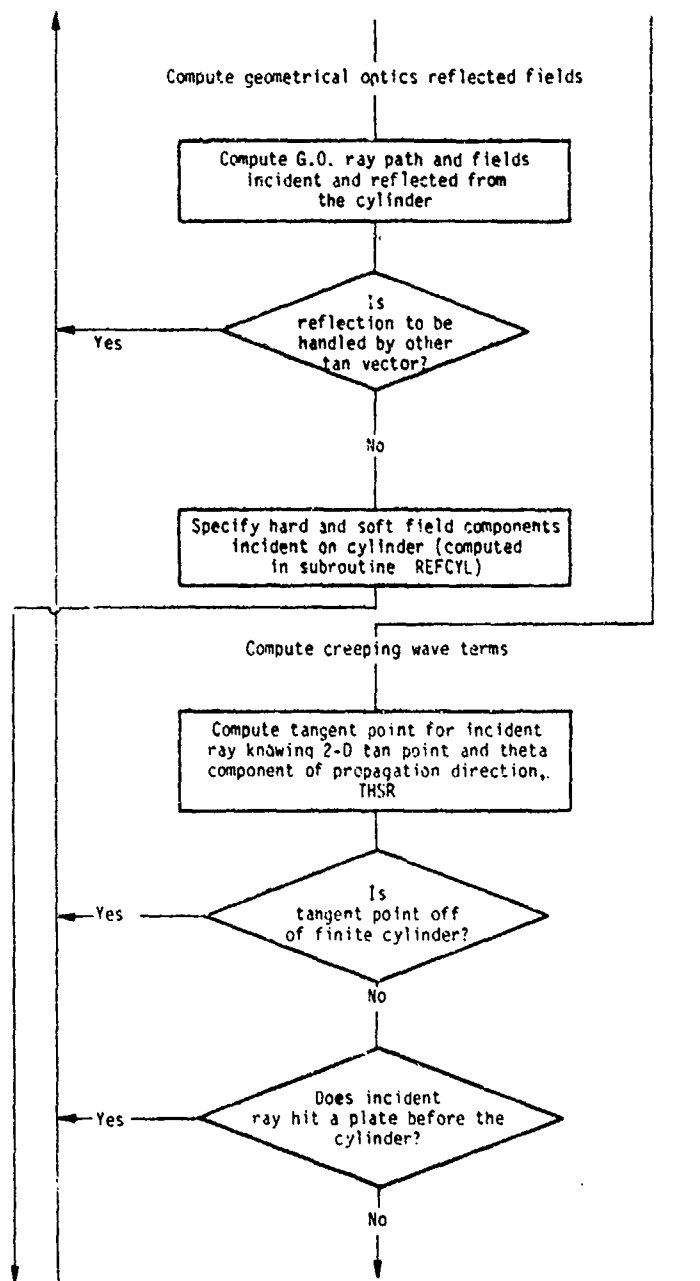 Compute geometrical optics reflected fields
Compute G.O. ray path and fields
incident and reflected from
the cylinder
Is
reflection to be
handled by other
tan vector?
Yes
No
Specify hard and soft field components
incident on cylinder (computed
in subroutine REFCYL)
Compute creeping wave terms
Compute tangent point for incident
ray knowing 2-D tan point and theta
component of propagation direction,
THSR
Is
tangent point off
of finite cylinder?
Yes
No
Does incident
ray hit a plate before the
cylinder?
Yes
No